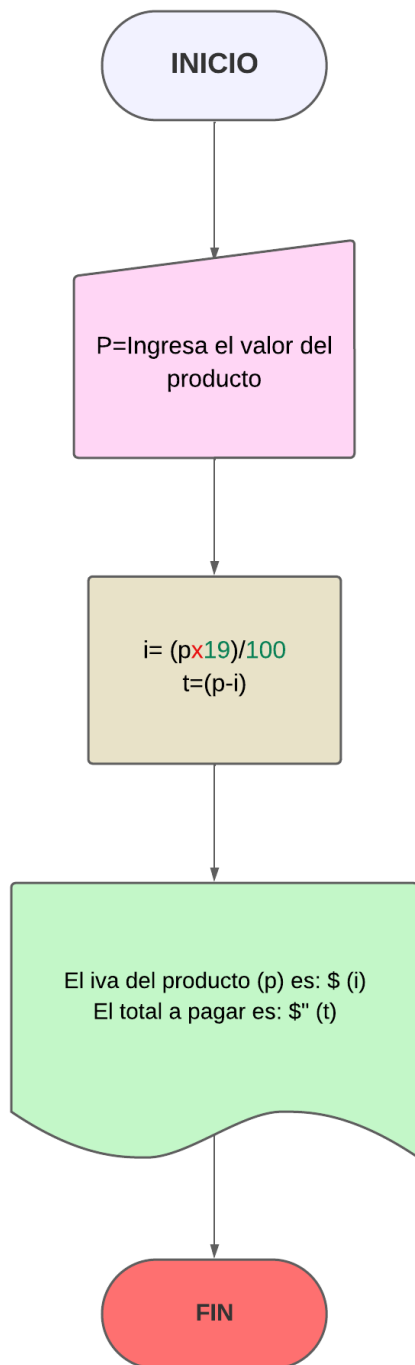 INICIO
P=Ingresa el valor del
producto
i= (px19)/100
t=(p-i)
El iva del producto (p) es: $ (i)
El total a pagar es: $" (t)
FIN